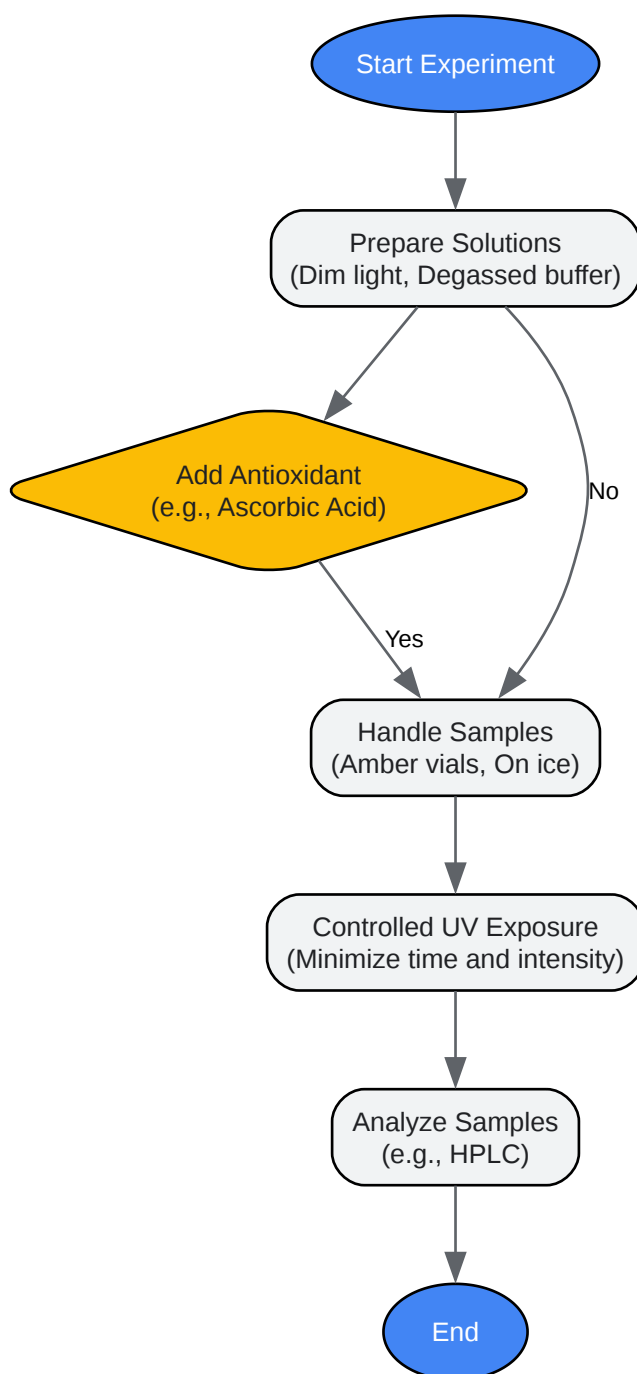 Start Experiment
Prepare Solutions
(Dim light, Degassed buffer)
Add Antioxidant
(e.g., Ascorbic Acid)
No
Yes
Handle Samples
(Amber vials, On ice)
Controlled UV Exposure
(Minimize time and intensity)
Analyze Samples
(e.g., HPLC)
End